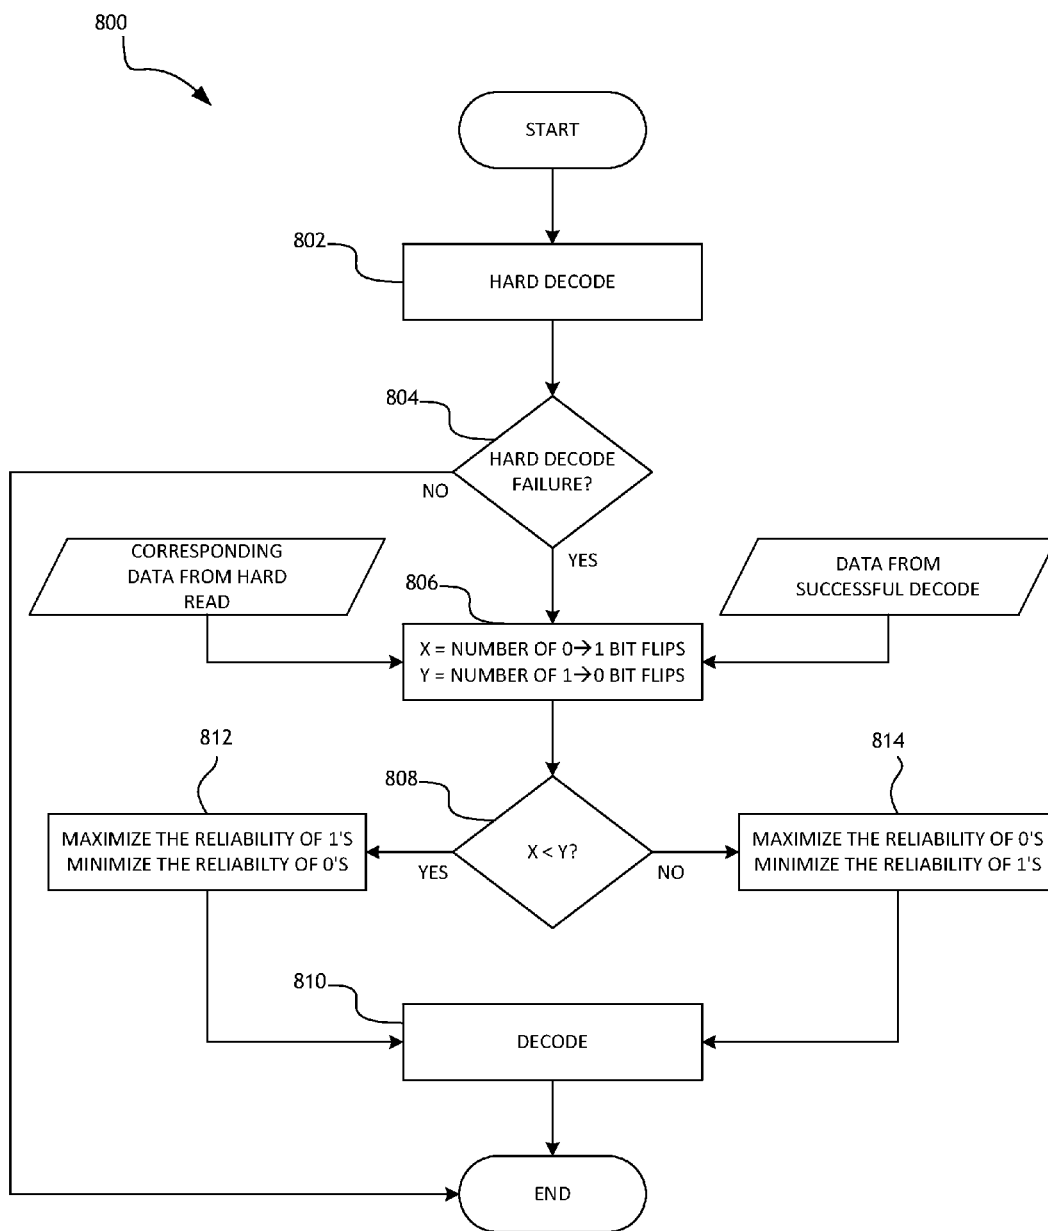 800
START
802
HARD DECODE
804
HARD DECODE
FAILURE?
NO
YES
CORRESPONDING
DATA FROM HARD
READ
DATA FROM
SUCCESSFUL DECODE
806
X = NUMBER OF 0→1 BIT FLIPS
Y = NUMBER OF 1→0 BIT FLIPS
812
808
814
MAXIMIZE THE RELIABILITY OF 1'S
MINIMIZE THE RELIABILTY OF 0'S
X < Y?
YES
NO
MAXIMIZE THE RELIABILITY OF 0'S
MINIMIZE THE RELIABILITY OF 1'S
810
DECODE
END